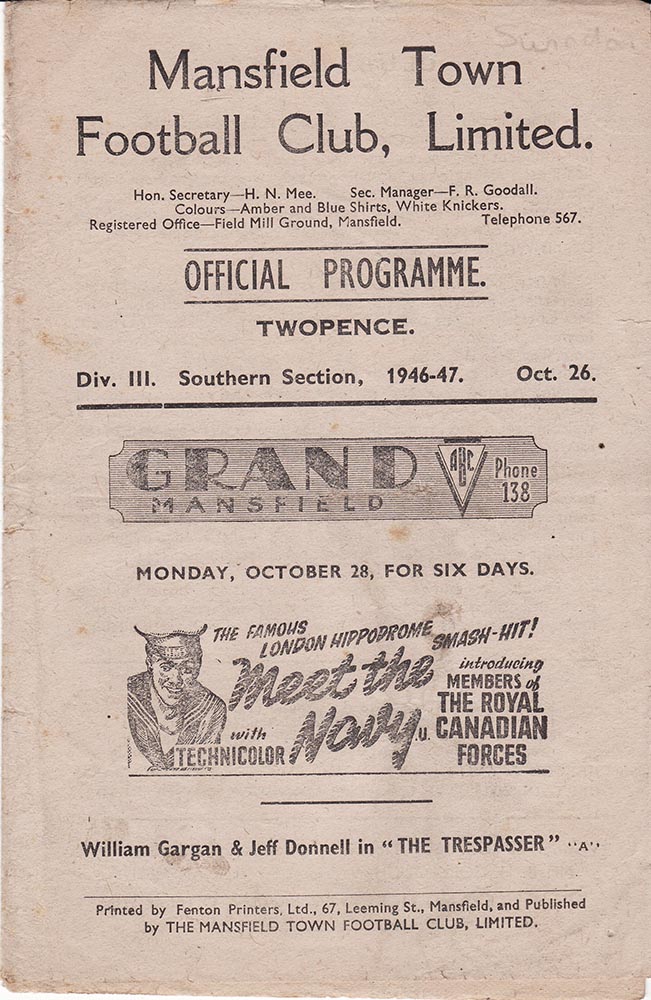 Swindon
Mansfield Town
Football Club, Limited.
Hon. Secretary—H. N. Mee. Sec. Manager—F. R. Goodall.
Colours—Amber and Blue Shirts, White Knickers.
Registered Office—Field Mill Ground, Mansfield. Telephone 567.
OFFICIAL PROGRAMME.
TWOPENCE.
Div. III. Southern Section, 1946-47. Oct. 26.
GRAND
MANSFIELD
ABC
Phone
138
MONDAY, OCTOBER 28, FOR SIX DAYS.
HMS
THE FAMOUS
LONDON HIPPODROME SMASH-HIT!
Meet the
Navy u.
with
TECHNICOLOR
introducing
MEMBERS of
THE ROYAL
CANADIAN
FORCES
William Gargan & Jeff Donnell in "THE TRESPASSER" "A"
Printed by Fenton Printers, Ltd., 67, Leeming St., Mansfield, and Published
by THE MANSFIELD TOWN FOOTBALL CLUB, LIMITED.